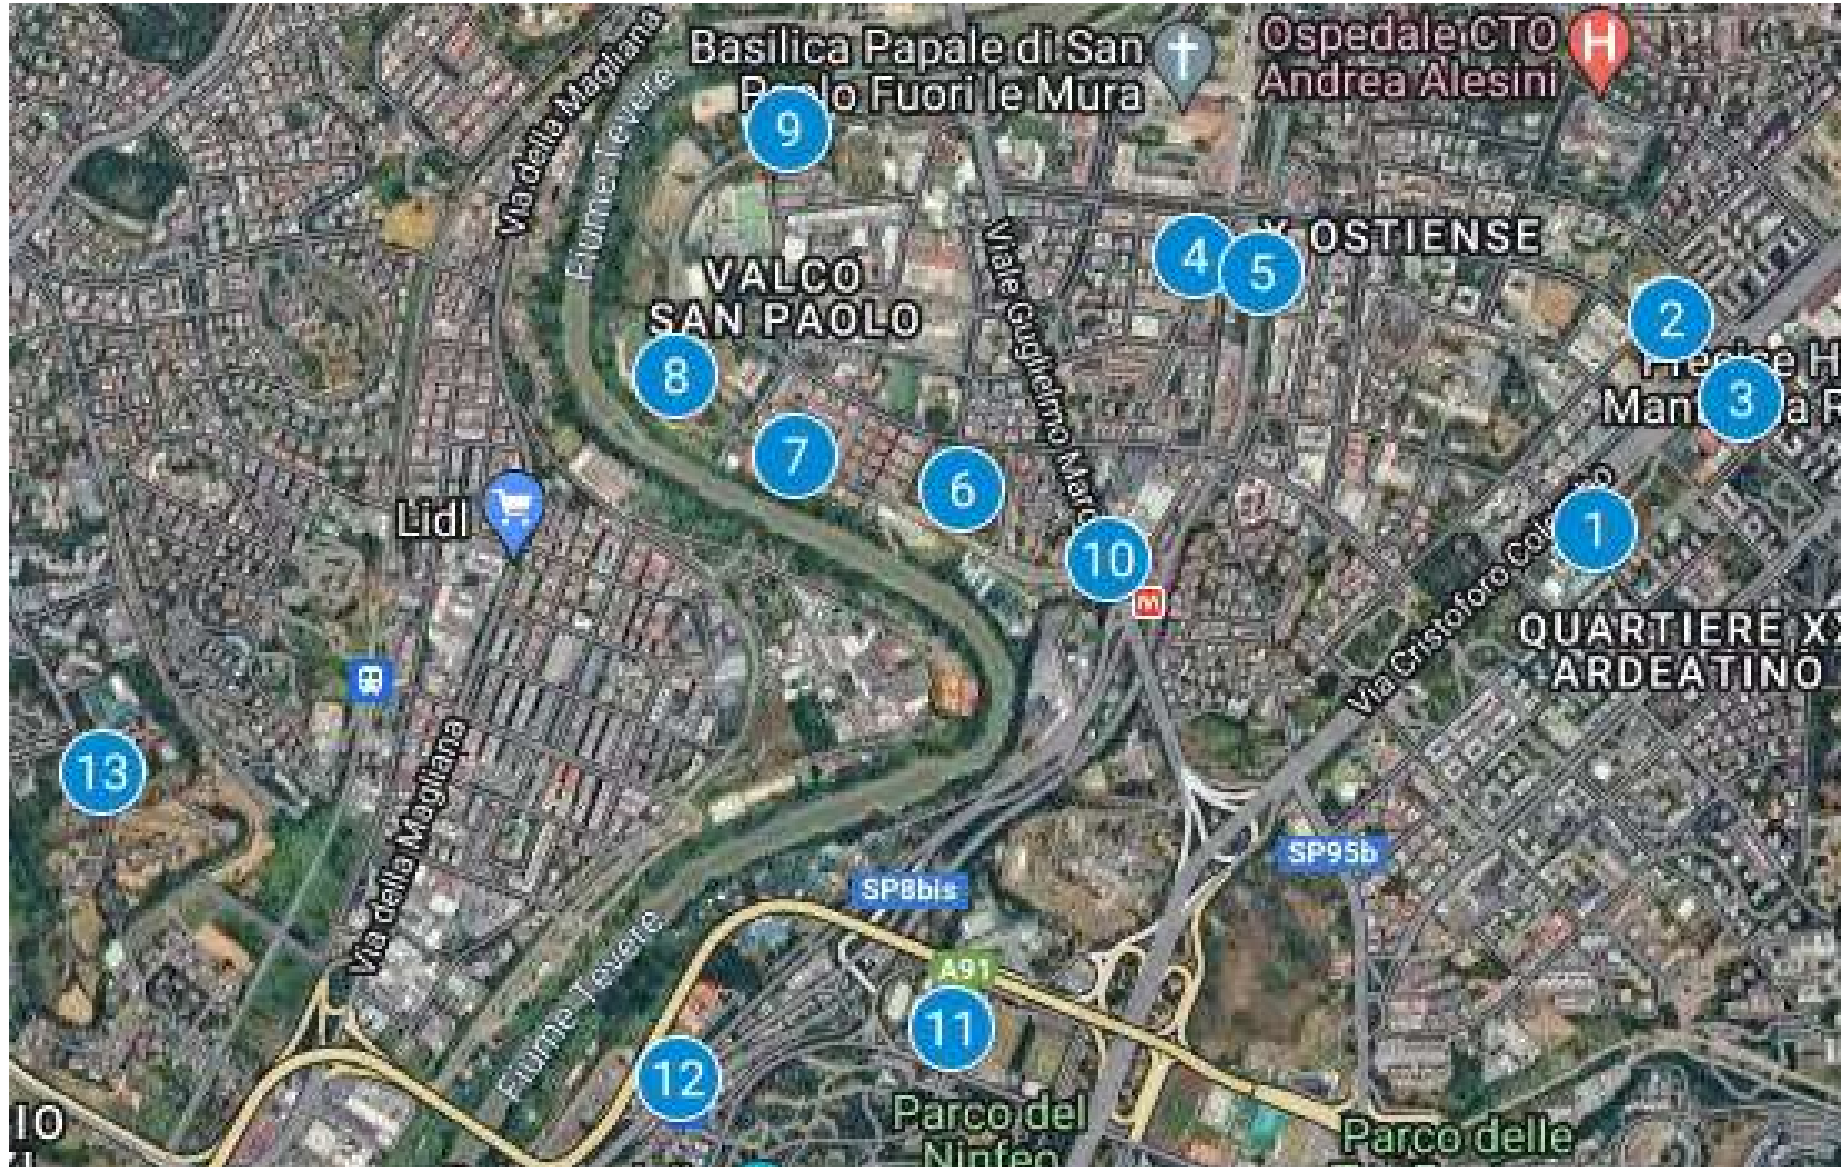 Basilica Papale di San
Paolo Fuori le Mura
Ospedale CTO
Andrea Alesini
H
Via della Magliana
Fiume Tevere
9
VALCO
SAN PAOLO
Viale Guglielmo Marc
4
5
X OSTIENSE
2
3
8
7
6
Lidl
10
m
1
Via Cristoforo Colombo
QUARTIERE X
ARDEATINO
13
Via della Magliana
SP8bis
SP95b
A91
Fiume Tevere
11
12
Parco del
Ninfeo
Parco delle
IO